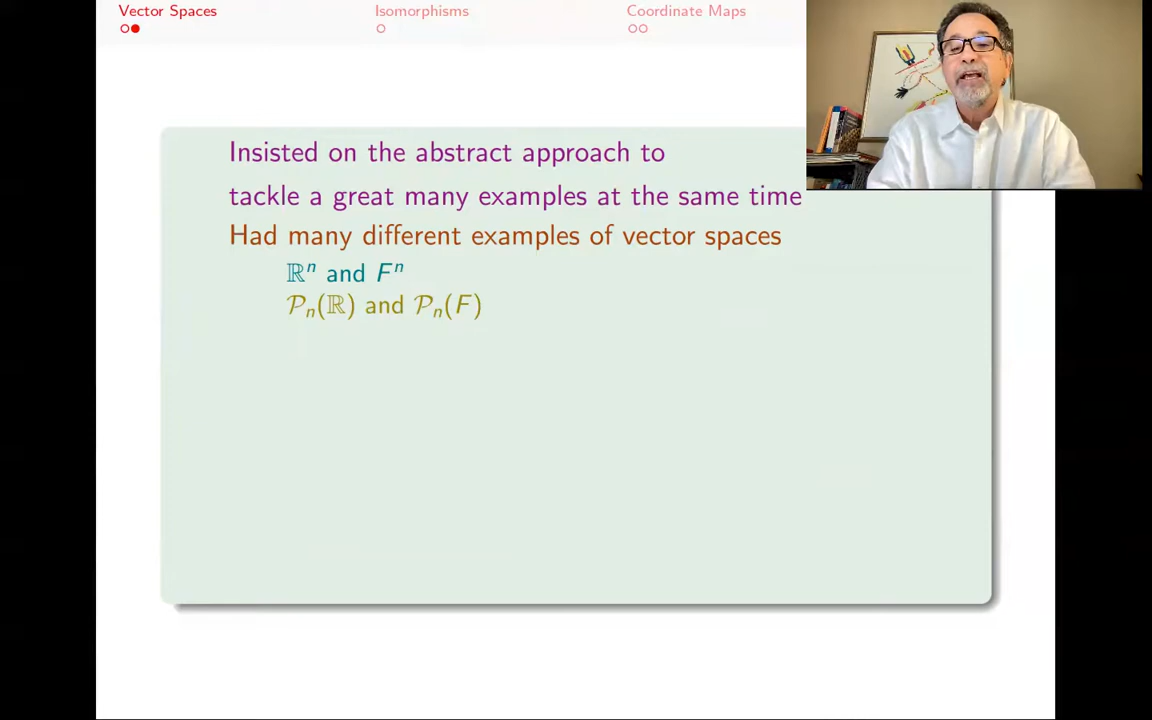 Vector Spaces
Isomorphisms
Coordinate Maps
Insisted on the abstract approach to
tackle a great many examples at the same time
Had many different examples of vector spaces
ℝⁿ and Fⁿ
𝒫ₙ(ℝ) and 𝒫ₙ(F)